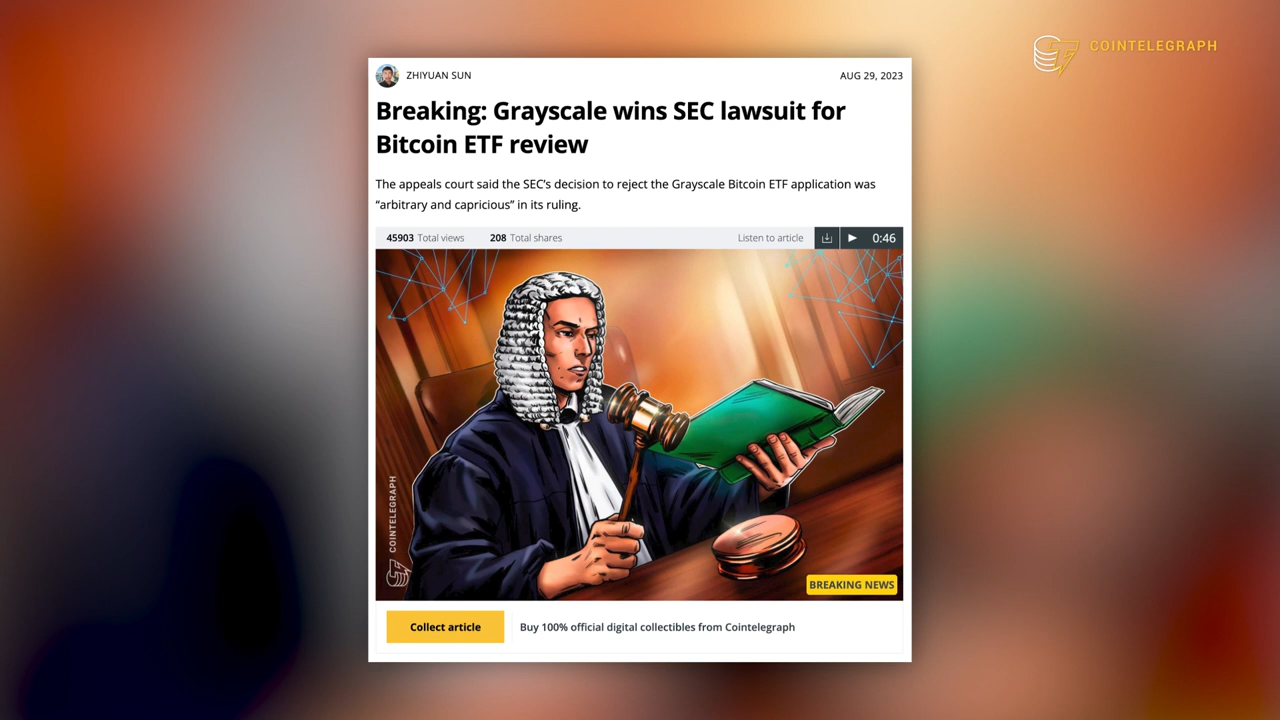 COINTELEGRAPH
ZHIYUAN SUN
AUG 29, 2023
Breaking: Grayscale wins SEC lawsuit for
Bitcoin ETF review
The appeals court said the SEC’s decision to reject the Grayscale Bitcoin ETF application was
“arbitrary and capricious” in its ruling.
45903 Total views 208 Total shares Listen to article 0:46
COINTELEGRAPH
BREAKING NEWS
Collect article Buy 100% official digital collectibles from Cointelegraph